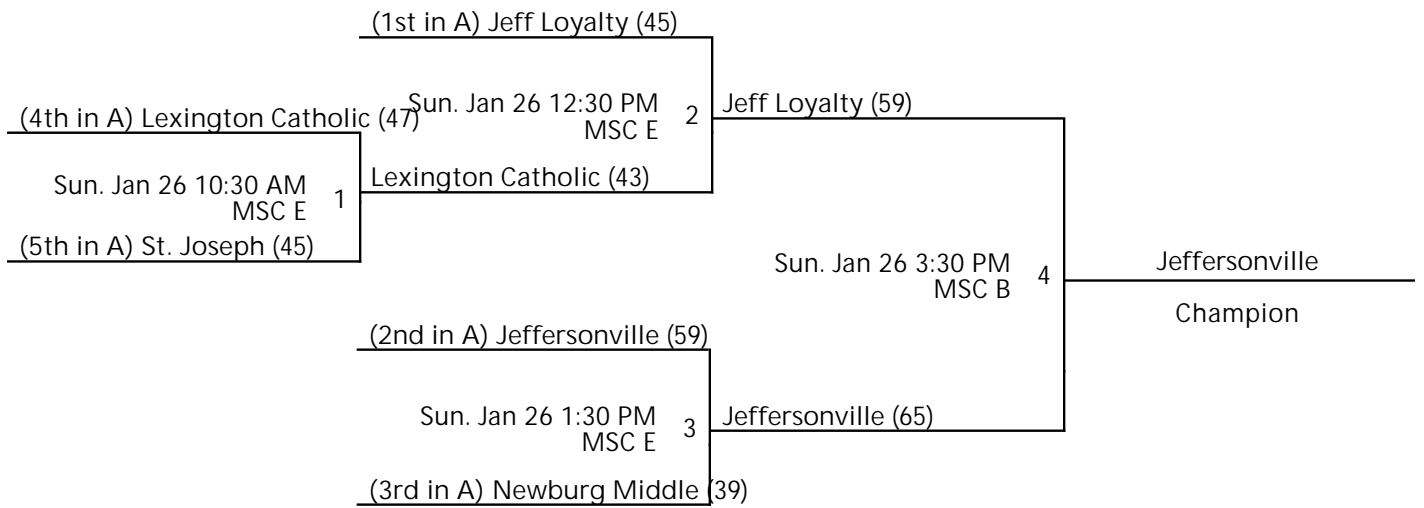 (1st in A) Jeff Loyalty (45)
(4th in A) Lexington Catholic (47)
Sun. Jan 26 12:30 PM
MSC E
2
Jeff Loyalty (59)
Sun. Jan 26 10:30 AM
MSC E
1
Lexington Catholic (43)
(5th in A) St. Joseph (45)
Sun. Jan 26 3:30 PM
MSC B
4
Jeffersonville
Champion
(2nd in A) Jeffersonville (59)
Sun. Jan 26 1:30 PM
MSC E
3
Jeffersonville (65)
(3rd in A) Newburg Middle (39)